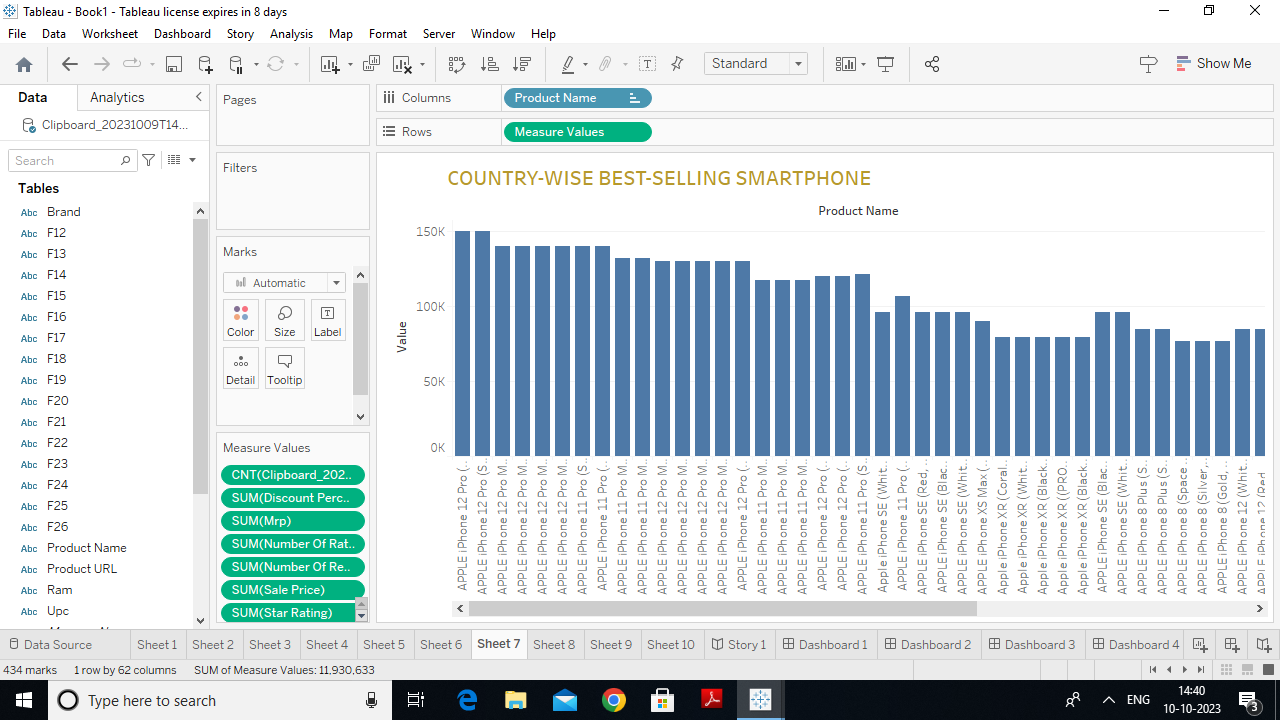 Tableau - Book1 - Tableau license expires in 8 days
File Data Worksheet Dashboard Story Analysis Map Format Server Window Help
Standard
Show Me
Data Analytics
Clipboard_20231009T14...
Search
Tables
Abc Brand
Abc F12
Abc F13
Abc F14
Abc F15
Abc F16
Abc F17
Abc F18
Abc F19
Abc F20
Abc F21
Abc F22
Abc F23
Abc F24
Abc F25
Abc F26
Abc Product Name
Abc Product URL
Abc Ram
Abc Upc
Pages
Filters
Marks
Automatic
Color Size Label
Detail Tooltip
Measure Values
CNT(Clipboard_202..
SUM(Discount Perc..
SUM(Mrp)
SUM(Number Of Rat..
SUM(Number Of Re..
SUM(Sale Price)
SUM(Star Rating)
Columns Product Name
Rows Measure Values
COUNTRY-WISE BEST-SELLING SMARTPHONE
Product Name
Value
150K
100K
50K
0K
APPLE iPhone 12 Pro (..
APPLE iPhone 12 Pro (S..
APPLE iPhone 12 Pro M..
APPLE iPhone 12 Pro M..
APPLE iPhone 12 Pro M..
APPLE iPhone 12 Pro M..
APPLE iPhone 11 Pro (S..
APPLE iPhone 11 Pro (..
APPLE iPhone 11 Pro M..
APPLE iPhone 11 Pro M..
APPLE iPhone 12 Pro M..
APPLE iPhone 12 Pro M..
APPLE iPhone 12 Pro M..
APPLE iPhone 12 Pro M..
APPLE iPhone 12 Pro (..
APPLE iPhone 11 Pro M..
APPLE iPhone 11 Pro M..
APPLE iPhone 11 Pro M..
APPLE iPhone 12 Pro (..
APPLE iPhone 12 Pro (S..
APPLE iPhone 11 Pro (S..
Apple iPhone SE (Whit..
APPLE iPhone 11 Pro (..
APPLE iPhone SE (Red, ..
APPLE iPhone SE (Blac..
APPLE iPhone SE (Whit..
Apple iPhone XS Max (..
Apple iPhone XR (Coral..
Apple iPhone XR (Whit..
Apple iPhone XR (Black..
Apple iPhone XR ((PRO..
Apple iPhone XR (Black..
APPLE iPhone SE (Blac..
APPLE iPhoneSE (Whit..
APPLE iPhone 8 Plus (S..
APPLE iPhone 8 Plus (S..
APPLE iPhone 8 (Space..
APPLE iPhone 8 (Silver ,..
APPLE iPhone 8 (Gold, ..
APPLE iPhone 12 (Whit..
APPLE iPhone 12 (Red
Data Source Sheet 1 Sheet 2 Sheet 3 Sheet 4 Sheet 5 Sheet 6 Sheet 7 Sheet 8 Sheet 9 Sheet 10 Story 1 Dashboard 1 Dashboard 2 Dashboard 3 Dashboard 4
434 marks 1 row by 62 columns SUM of Measure Values: 11,930,633
Type here to search
ENG
14:40
10-10-2023
3